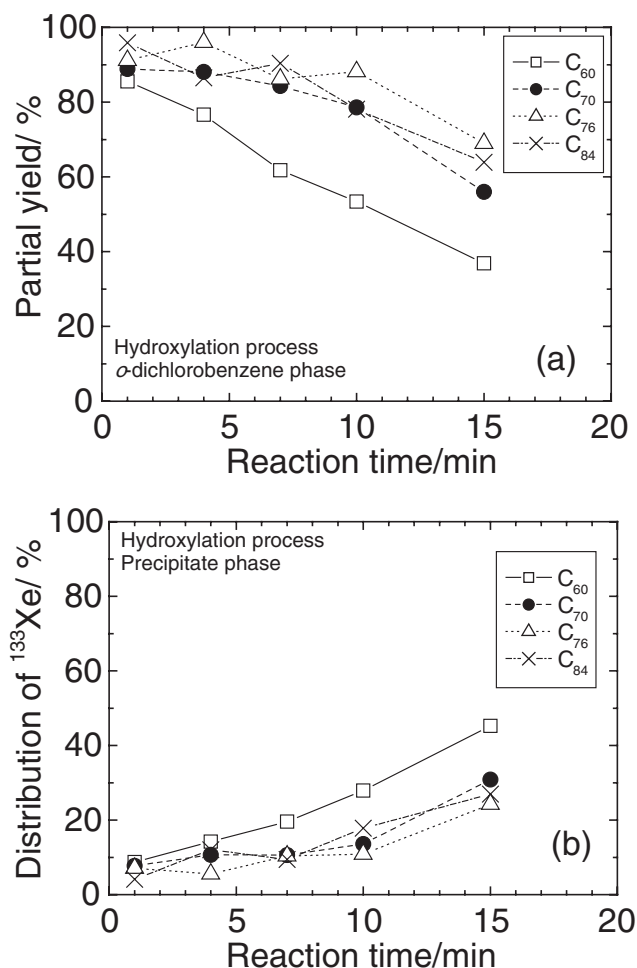 100
80
60
40
20
0
Partial yield/ %
C60
C70
C76
C84
Hydroxylation process
o-dichlorobenzene phase
(a)
0 5 10 15 20
Reaction time/min
100
80
60
40
20
0
Distribution of 133Xe/ %
Hydroxylation process
Precipitate phase
C60
C70
C76
C84
(b)
0 5 10 15 20
Reaction time/min